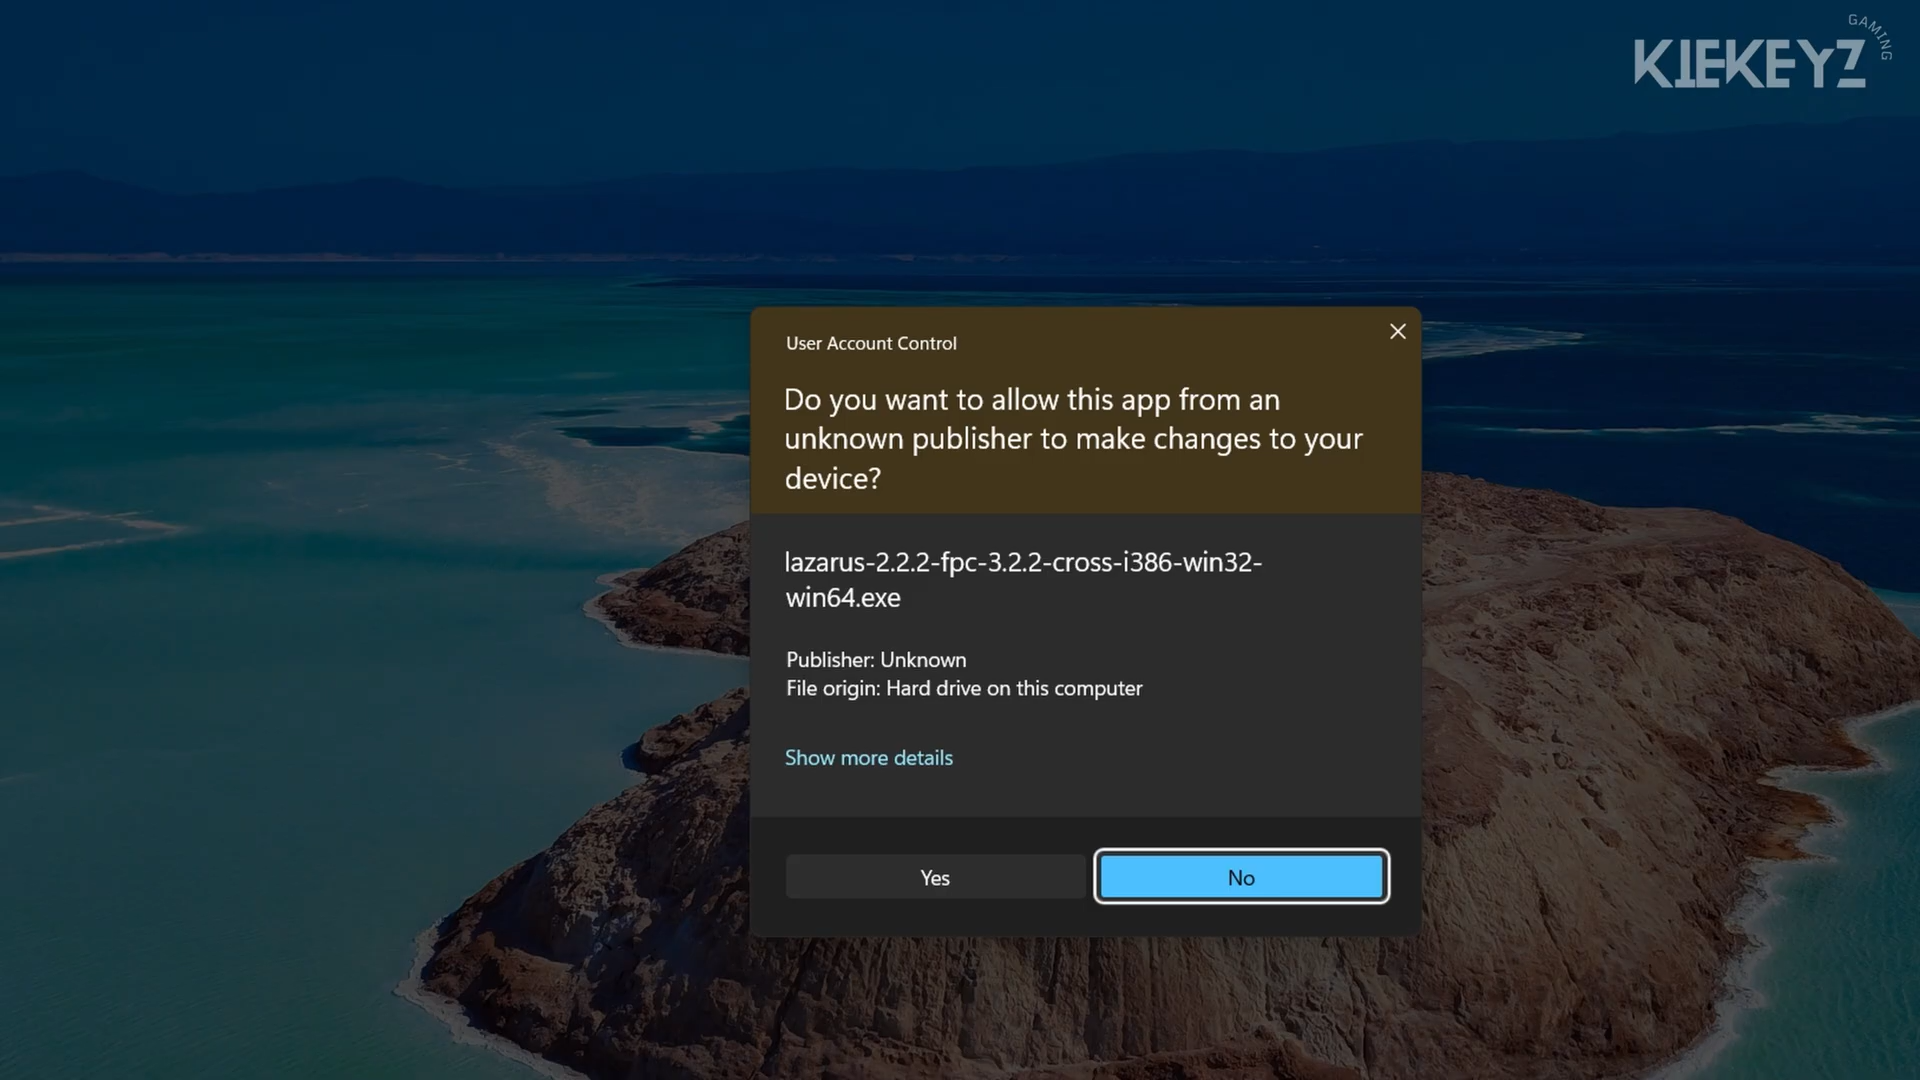 GAMING
KIEKEYZ
User Account Control
Do you want to allow this app from an
unknown publisher to make changes to your
device?
lazarus-2.2.2-fpc-3.2.2-cross-i386-win32-
win64.exe
Publisher: Unknown
File origin: Hard drive on this computer
Show more details
Yes
No